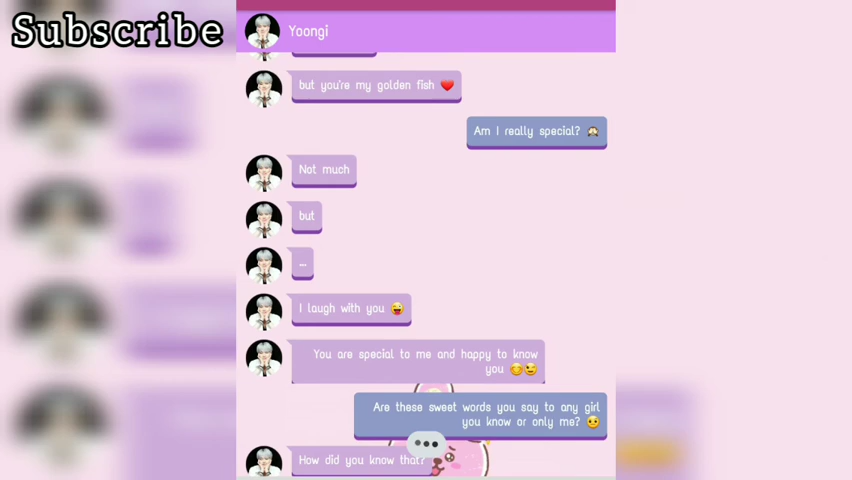 Subscribe
Yoongi
but you're my golden fish ❤️
Am I really special?
Not much
but
...
I laugh with you 😜
You are special to me and happy to know
you 😊😉
Are these sweet words you say to any girl
you know or only me? 😉
How did you know that?